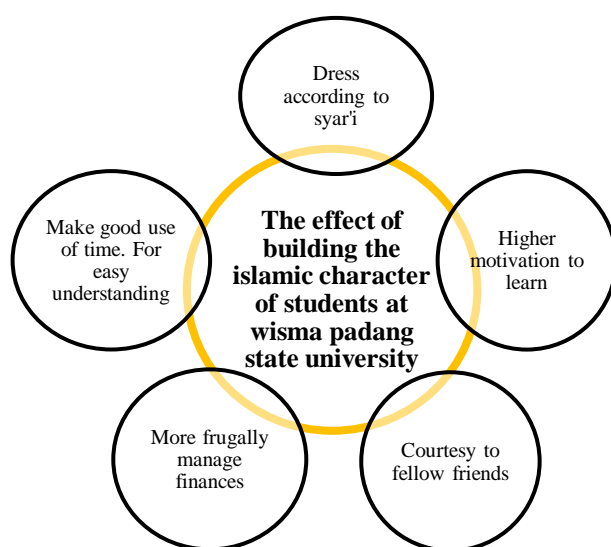 Dress
according to
syar'i
The effect of
building the
islamic character
of students at
wisma padang
state university
Higher
motivation to
learn
Courtesy to
fellow friends
More frugally
manage
finances
Make good use
of time. For
easy
understanding